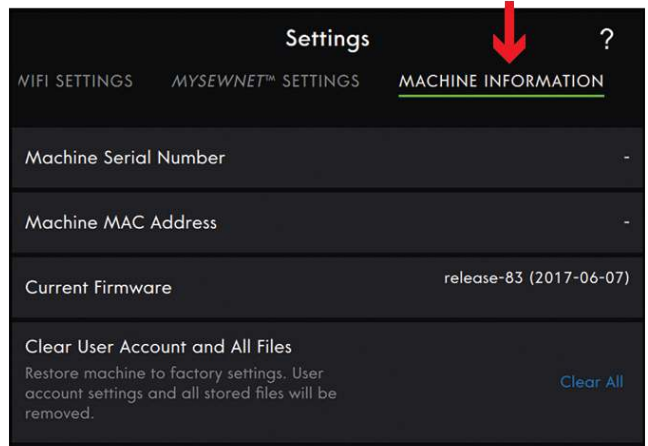 Settings
?
WIFI SETTINGS MYSEWNET™ SETTINGS MACHINE INFORMATION
Machine Serial Number -
Machine MAC Address -
Current Firmware release-83 (2017-06-07)
Clear User Account and All Files
Restore machine to factory settings. User
account settings and all stored files will be
removed.
Clear All